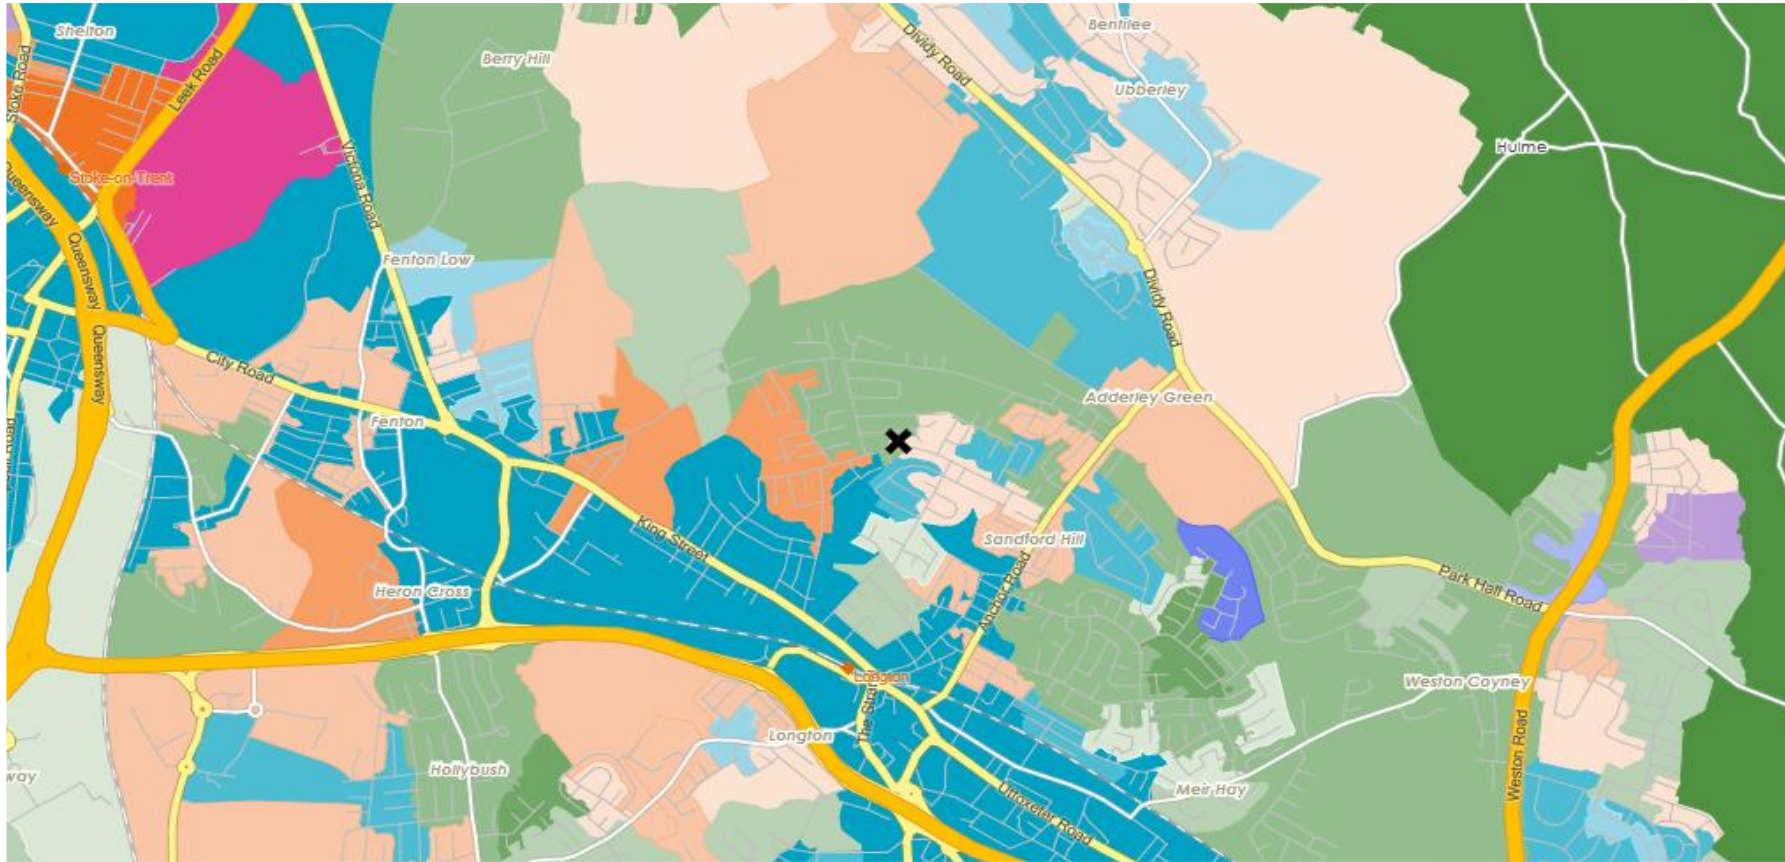 Shelton
Bentilee
Dividy Road
Berry Hill
Stoke Road
Leek Road
Ubberley
Hulme
Victoria Road
Stoke-on-Trent
Queensway
Queensway
Fenton Low
Dividy Road
Queensway
City Road
Adderley Green
Fenton
King Street
Sandford Hill
Park Hall Road
Heron Cross
Anchor Road
Longton
Weston Coyney
The Stran
Longton
Weston Road
Hollybush
way
Meir Hay
Uttoxeter Road